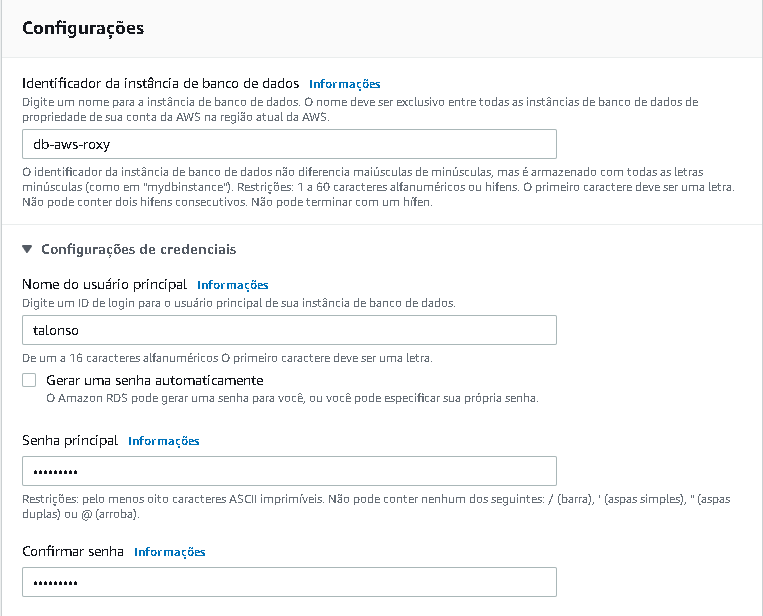 Configurações
Identificador da instância de banco de dados Informações
Digite um nome para a instância de banco de dados. O nome deve ser exclusivo entre todas as instâncias de banco de dados de
propriedade de sua conta da AWS na região atual da AWS.
db-aws-roxy
O identificador da instância de banco de dados não diferencia maiúsculas de minúsculas, mas é armazenado com todas as letras
minúsculas (como em "mydbinstance"). Restrições: 1 a 60 caracteres alfanuméricos ou hifens. O primeiro caractere deve ser uma letra.
Não pode conter dois hifens consecutivos. Não pode terminar com um hífen.
▼ Configurações de credenciais
Nome do usuário principal Informações
Digite um ID de login para o usuário principal de sua instância de banco de dados.
talonso
De um a 16 caracteres alfanuméricos O primeiro caractere deve ser uma letra.
Gerar uma senha automaticamente
O Amazon RDS pode gerar uma senha para você, ou você pode especificar sua própria senha.
Senha principal Informações
•••••••••
Restrições: pelo menos oito caracteres ASCII imprimíveis. Não pode conter nenhum dos seguintes: / (barra), ' (aspas simples), " (aspas
duplas) ou @ (arroba).
Confirmar senha Informações
•••••••••